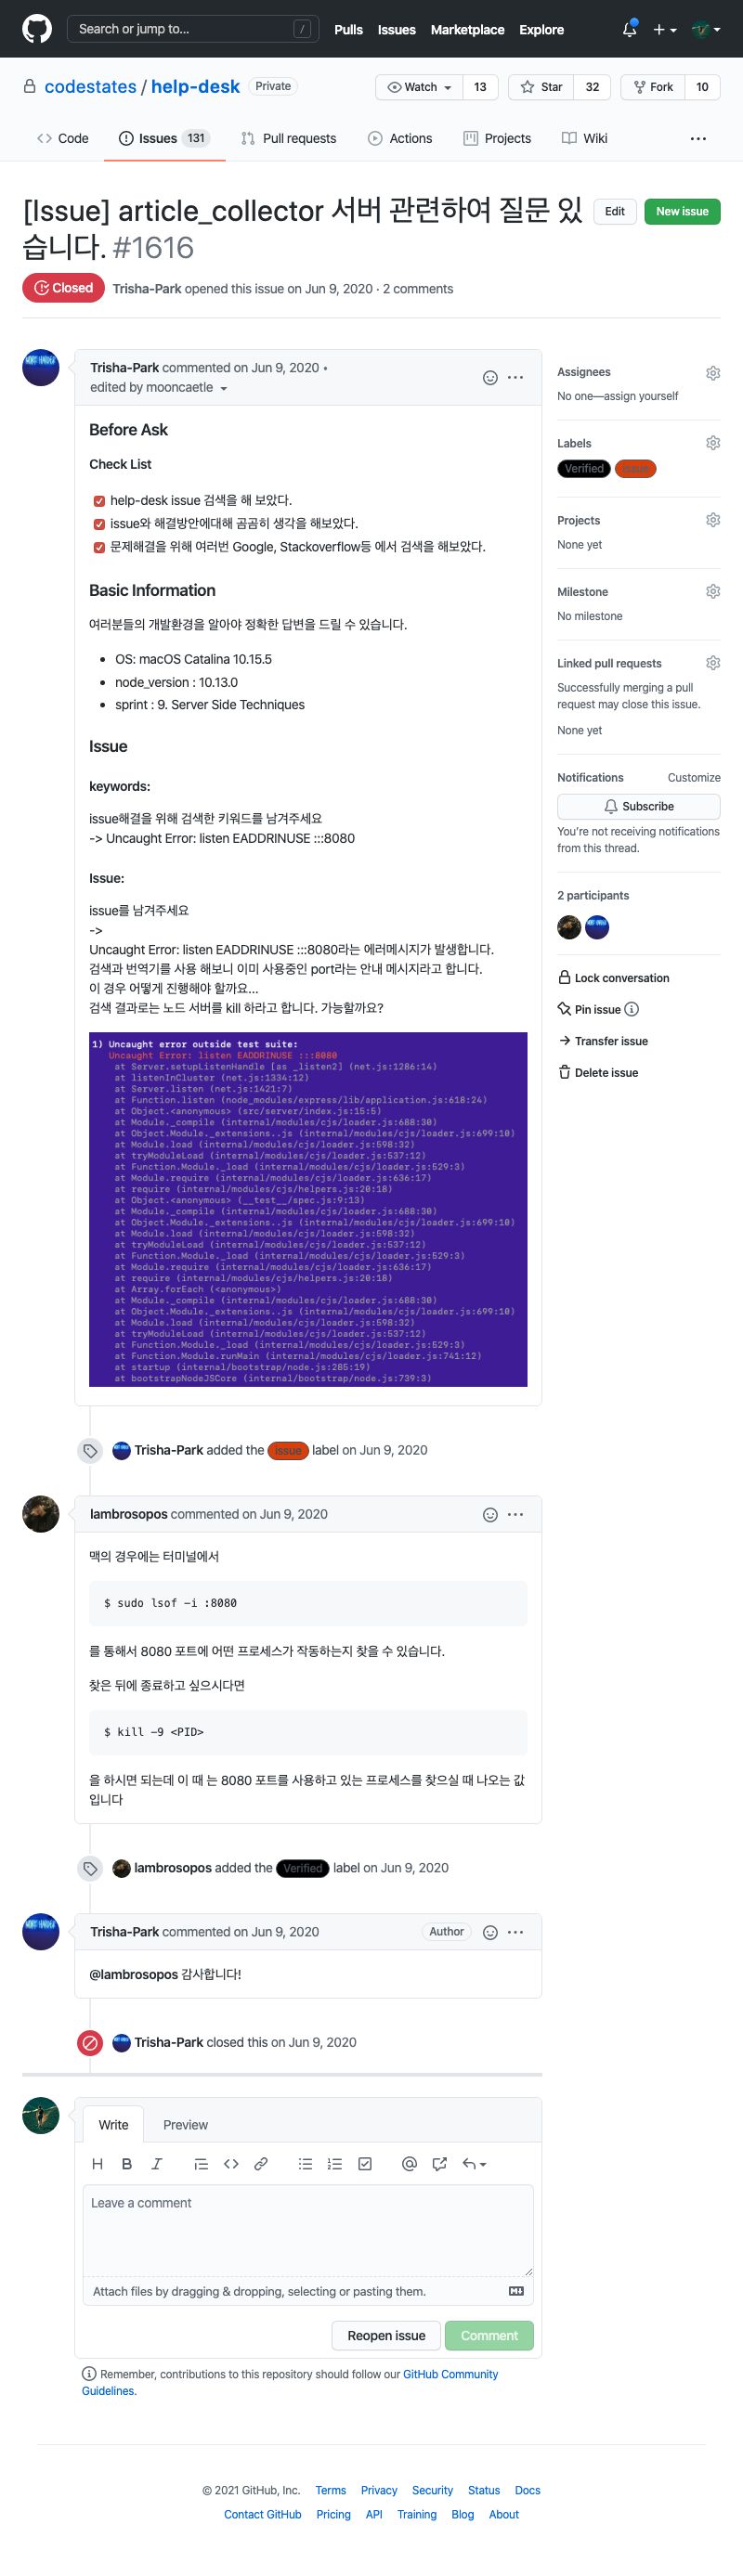 Search or jump to...
/
Pulls Issues Marketplace Explore
codestates / help-desk Private
Watch 13 Star 32 Fork 10
Code Issues 131 Pull requests Actions Projects Wiki
[Issue] article_collector 서버 관련하여 질문 있
습니다. #1616
Edit New issue
Closed Trisha-Park opened this issue on Jun 9, 2020 · 2 comments
Trisha-Park commented on Jun 9, 2020 •
edited by mooncaetle
Before Ask
Check List
help-desk issue 검색을 해 보았다.
issue와 해결방안에대해 곰곰히 생각을 해보았다.
문제해결을 위해 여러번 Google, Stackoverflow등 에서 검색을 해보았다.
Basic Information
여러분들의 개발환경을 알아야 정확한 답변을 드릴 수 있습니다.
• OS: macOS Catalina 10.15.5
• node_version : 10.13.0
• sprint : 9. Server Side Techniques
Issue
keywords:
issue해결을 위해 검색한 키워드를 남겨주세요
-> Uncaught Error: listen EADDRINUSE :::8080
Issue:
issue를 남겨주세요
->
Uncaught Error: listen EADDRINUSE :::8080라는 에러메시지가 발생합니다.
검색과 번역기를 사용 해보니 이미 사용중인 port라는 안내 메시지라고 합니다.
이 경우 어떻게 진행해야 할까요...
검색 결과로는 노드 서버를 kill 하라고 합니다. 가능할까요?
1) Uncaught error outside test suite:
Uncaught Error: listen EADDRINUSE :::8080
at Server.setupListenHandle [as _listen2] (net.js:1286:14)
at listenInCluster (net.js:1334:12)
at Server.listen (net.js:1421:7)
at Function.listen (node_modules/express/lib/application.js:618:24)
at Object.<anonymous> (src/server/index.js:15:5)
at Module._compile (internal/modules/cjs/loader.js:688:30)
at Object.Module._extensions..js (internal/modules/cjs/loader.js:699:10)
at Module.load (internal/modules/cjs/loader.js:598:32)
at tryModuleLoad (internal/modules/cjs/loader.js:537:12)
at Function.Module._load (internal/modules/cjs/loader.js:529:3)
at Module.require (internal/modules/cjs/loader.js:636:17)
at require (internal/modules/cjs/helpers.js:20:18)
at Object.<anonymous> (__test__/spec.js:9:13)
at Module._compile (internal/modules/cjs/loader.js:688:30)
at Object.Module._extensions..js (internal/modules/cjs/loader.js:699:10)
at Module.load (internal/modules/cjs/loader.js:598:32)
at tryModuleLoad (internal/modules/cjs/loader.js:537:12)
at Function.Module._load (internal/modules/cjs/loader.js:529:3)
at Module.require (internal/modules/cjs/loader.js:636:17)
at require (internal/modules/cjs/helpers.js:20:18)
at Array.forEach (<anonymous>)
at Module._compile (internal/modules/cjs/loader.js:688:30)
at Object.Module._extensions..js (internal/modules/cjs/loader.js:699:10)
at Module.load (internal/modules/cjs/loader.js:598:32)
at tryModuleLoad (internal/modules/cjs/loader.js:537:12)
at Function.Module._load (internal/modules/cjs/loader.js:529:3)
at Function.Module.runMain (internal/modules/cjs/loader.js:741:12)
at startup (internal/bootstrap/node.js:285:19)
at bootstrapNodeJSCore (internal/bootstrap/node.js:739:3)
Trisha-Park added the issue label on Jun 9, 2020
Iambrosopos commented on Jun 9, 2020
맥의 경우에는 터미널에서
$ sudo lsof -i :8080
를 통해서 8080 포트에 어떤 프로세스가 작동하는지 찾을 수 있습니다.
찾은 뒤에 종료하고 싶으시다면
$ kill -9 <PID>
을 하시면 되는데 이 때 는 8080 포트를 사용하고 있는 프로세스를 찾으실 때 나오는 값
입니다
Iambrosopos added the Verified label on Jun 9, 2020
Trisha-Park commented on Jun 9, 2020 Author
@Iambrosopos 감사합니다!
Trisha-Park closed this on Jun 9, 2020
Write Preview
Leave a comment
Attach files by dragging & dropping, selecting or pasting them.
Reopen issue Comment
Remember, contributions to this repository should follow our GitHub Community
Guidelines.
Assignees
No one—assign yourself
Labels
Verified issue
Projects
None yet
Milestone
No milestone
Linked pull requests
Successfully merging a pull
request may close this issue.
None yet
Notifications Customize
Subscribe
You're not receiving notifications
from this thread.
2 participants
Lock conversation
Pin issue
Transfer issue
Delete issue
© 2021 GitHub, Inc. Terms Privacy Security Status Docs
Contact GitHub Pricing API Training Blog About